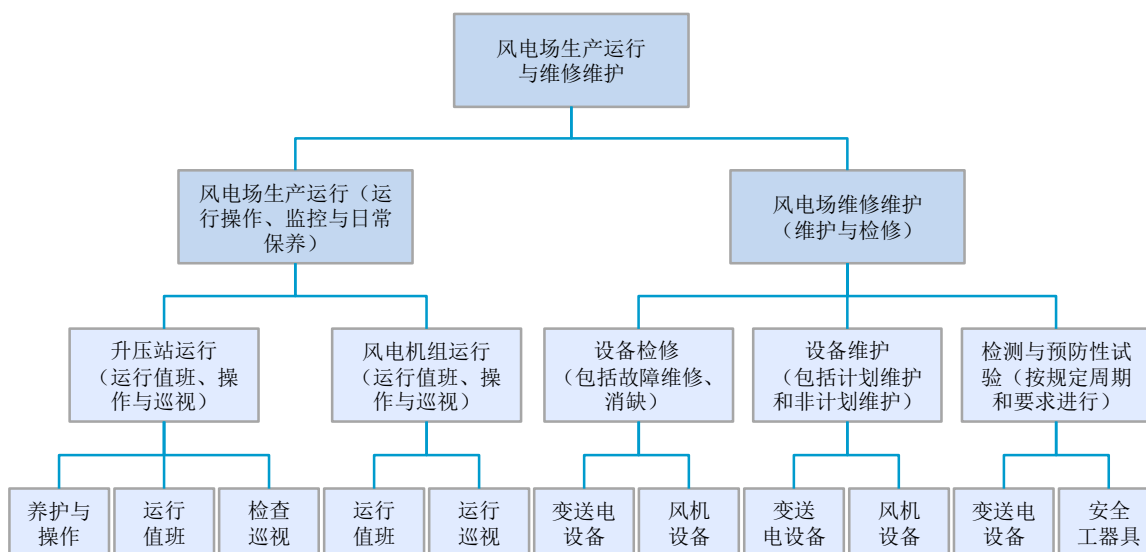 风电场生产运行
与维修维护
风电场生产运行（运
行操作、监控与日常
保养）
风电场维修维护
（维护与检修）
升压站运行
（运行值班、操
作与巡视）
风电机组运行
（运行值班、操
作与巡视）
设备检修
（包括故障维修、
消缺）
设备维护
（包括计划维护
和非计划维护）
检测与预防性试
验（按规定周期
和要求进行）
养护与
操作
运行
值班
检查
巡视
运行
值班
运行
巡视
变送电
设备
风机
设备
变送
电设备
风机
设备
变送电
设备
安全
工器具